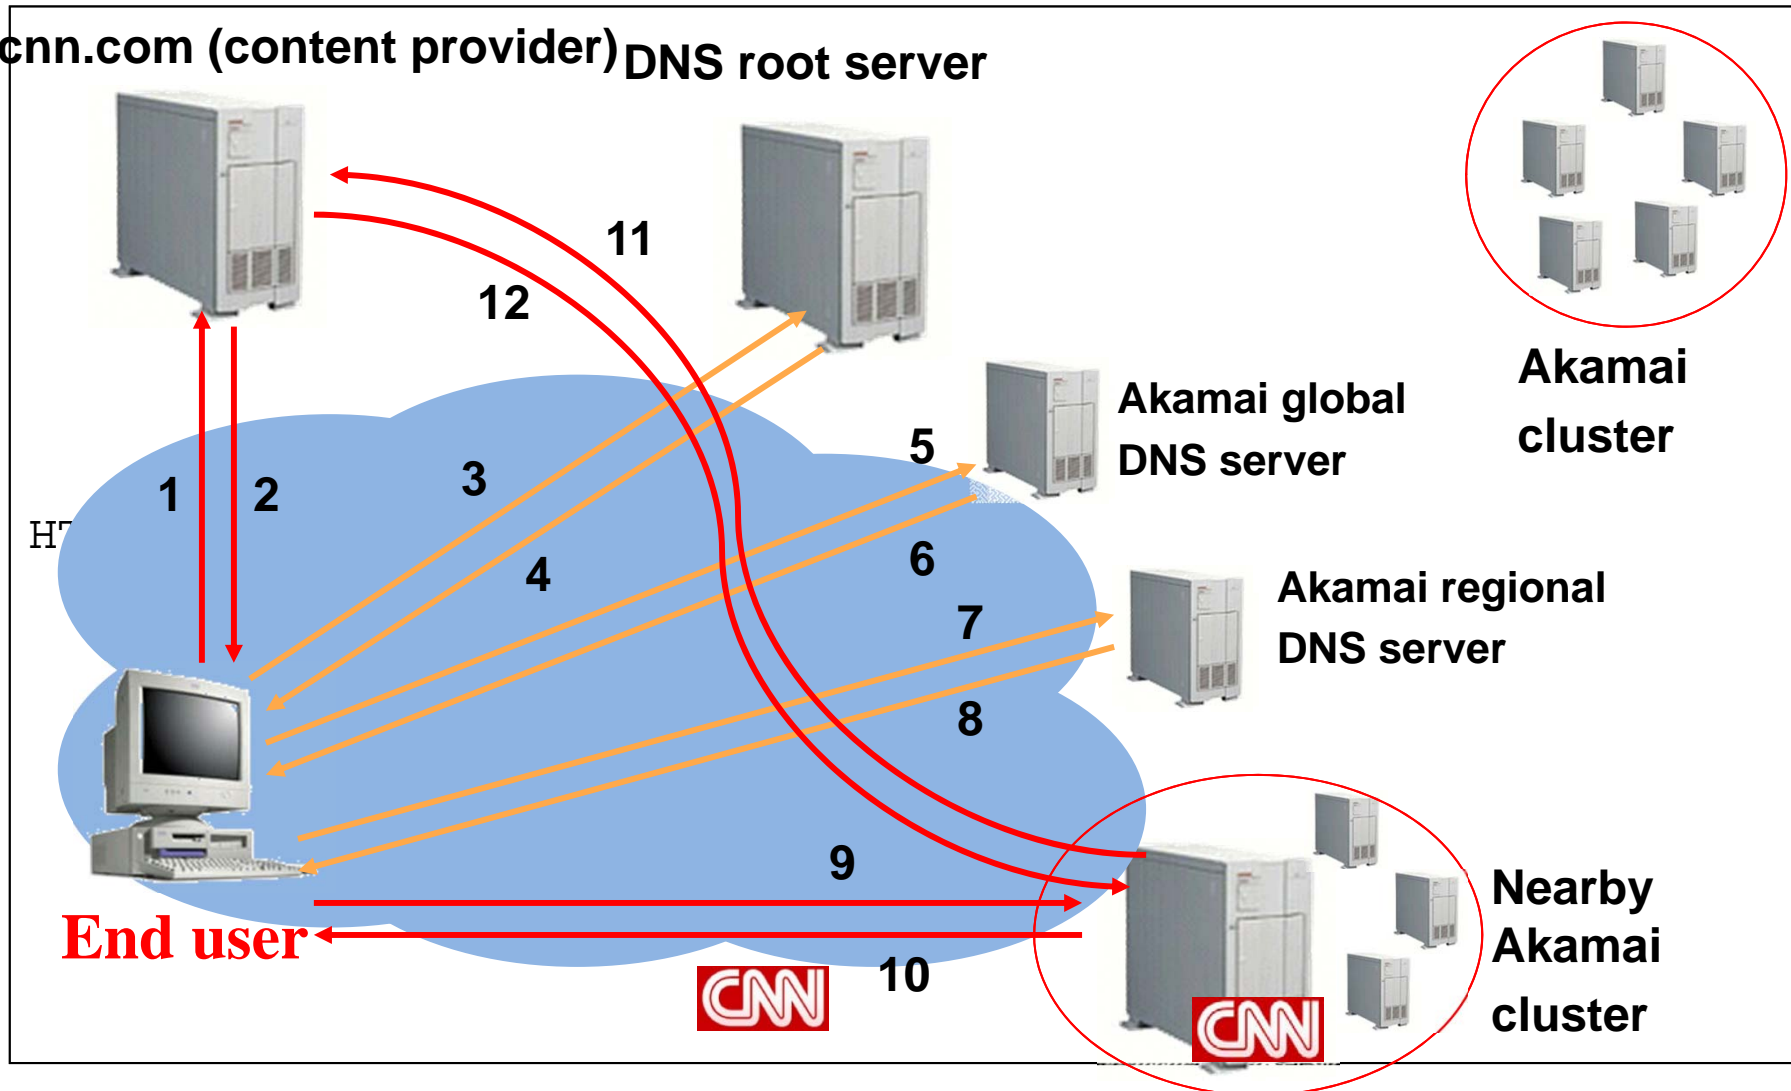 cnn.com (content provider)
DNS root server
11
12
Akamai
cluster
Akamai global
DNS server
5
3
1
2
4
6
Akamai regional
DNS server
7
8
9
Nearby
Akamai
cluster
End user
10
CNN
CNN